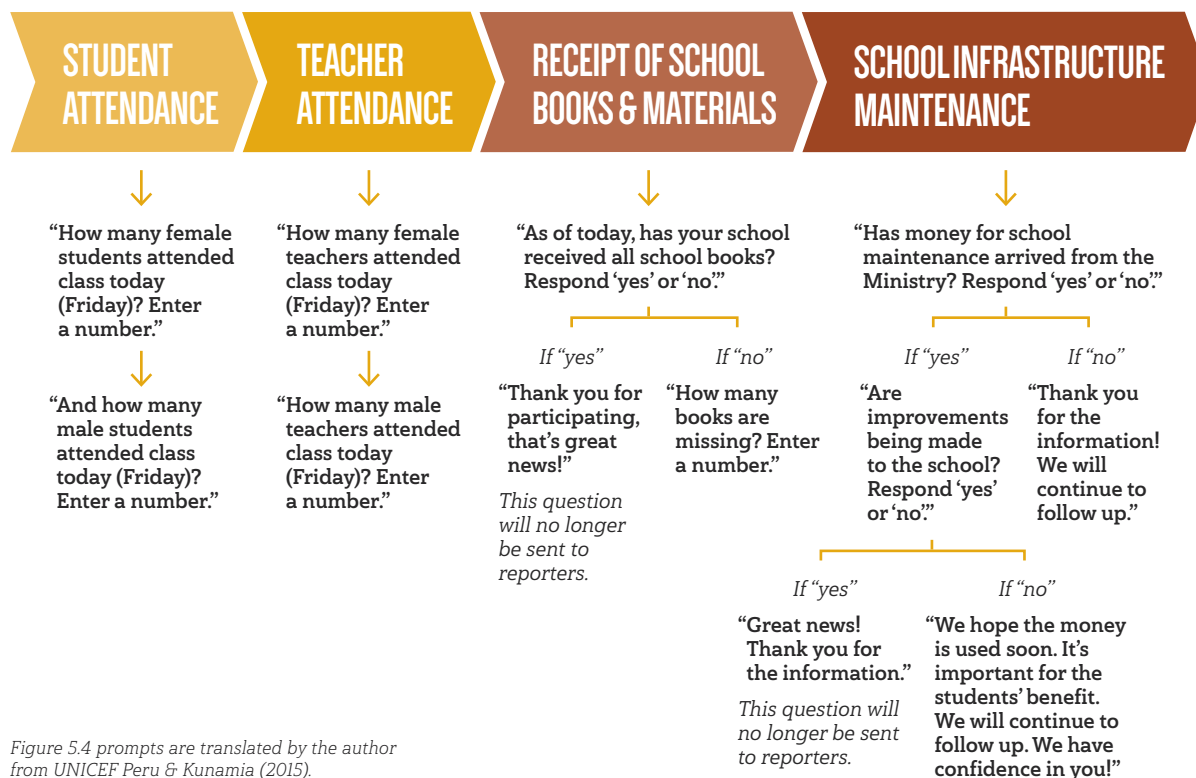 STUDENT
ATTENDANCE
TEACHER
ATTENDANCE
RECEIPT OF SCHOOL
BOOKS & MATERIALS
SCHOOL INFRASTRUCTURE
MAINTENANCE
“How many female
students attended
class today
(Friday)? Enter
a number.”
“And how many
male students
attended class
today (Friday)?
Enter a number.”
“How many female
teachers attended
class today
(Friday)? Enter
a number.”
“How many male
teachers attended
class today
(Friday)? Enter
a number.”
“As of today, has your school
received all school books?
Respond ‘yes’ or ‘no’.”
If “yes”
“Thank you for
participating,
that’s great
news!”
This question
will no longer
be sent to
reporters.
If “no”
“How many
books are
missing? Enter
a number.”
“Has money for school
maintenance arrived from the
Ministry? Respond ‘yes’ or ‘no’.”
If “yes”
“Are
improvements
being made
to the school?
Respond ‘yes’
or ‘no’.”
If “no”
“Thank you
for the
information!
We will
continue to
follow up.”
If “yes”
“Great news!
Thank you for
the information.”
This question will
no longer be sent
to reporters.
If “no”
“We hope the money
is used soon. It’s
important for the
students’ benefit.
We will continue to
follow up. We have
confidence in you!”
Figure 5.4 prompts are translated by the author
from UNICEF Peru & Kunamia (2015).